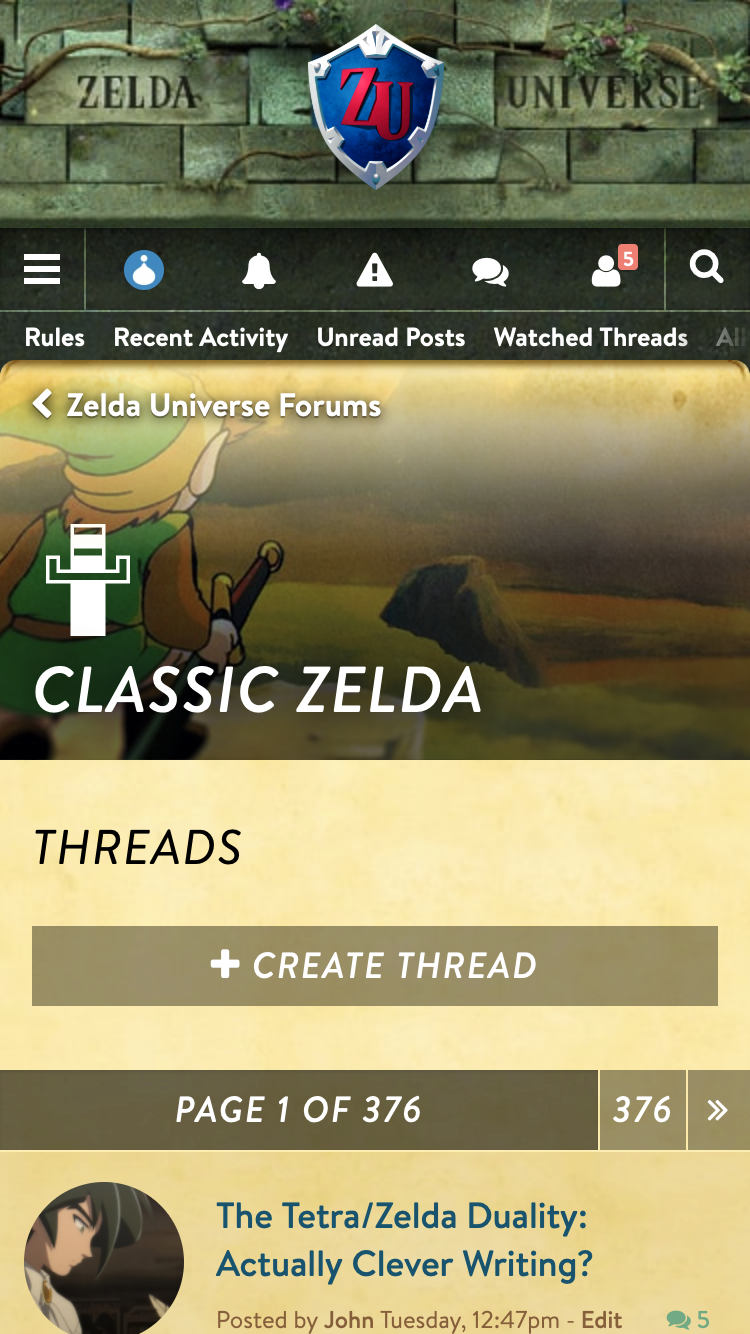 ZELDA
ZU
UNIVERSE
5
Rules Recent Activity Unread Posts Watched Threads
Zelda Universe Forums
CLASSIC ZELDA
THREADS
CREATE THREAD
PAGE 1 OF 376 376 »
The Tetra/Zelda Duality:
Actually Clever Writing?
Posted by John Tuesday, 12:47pm - Edit 5